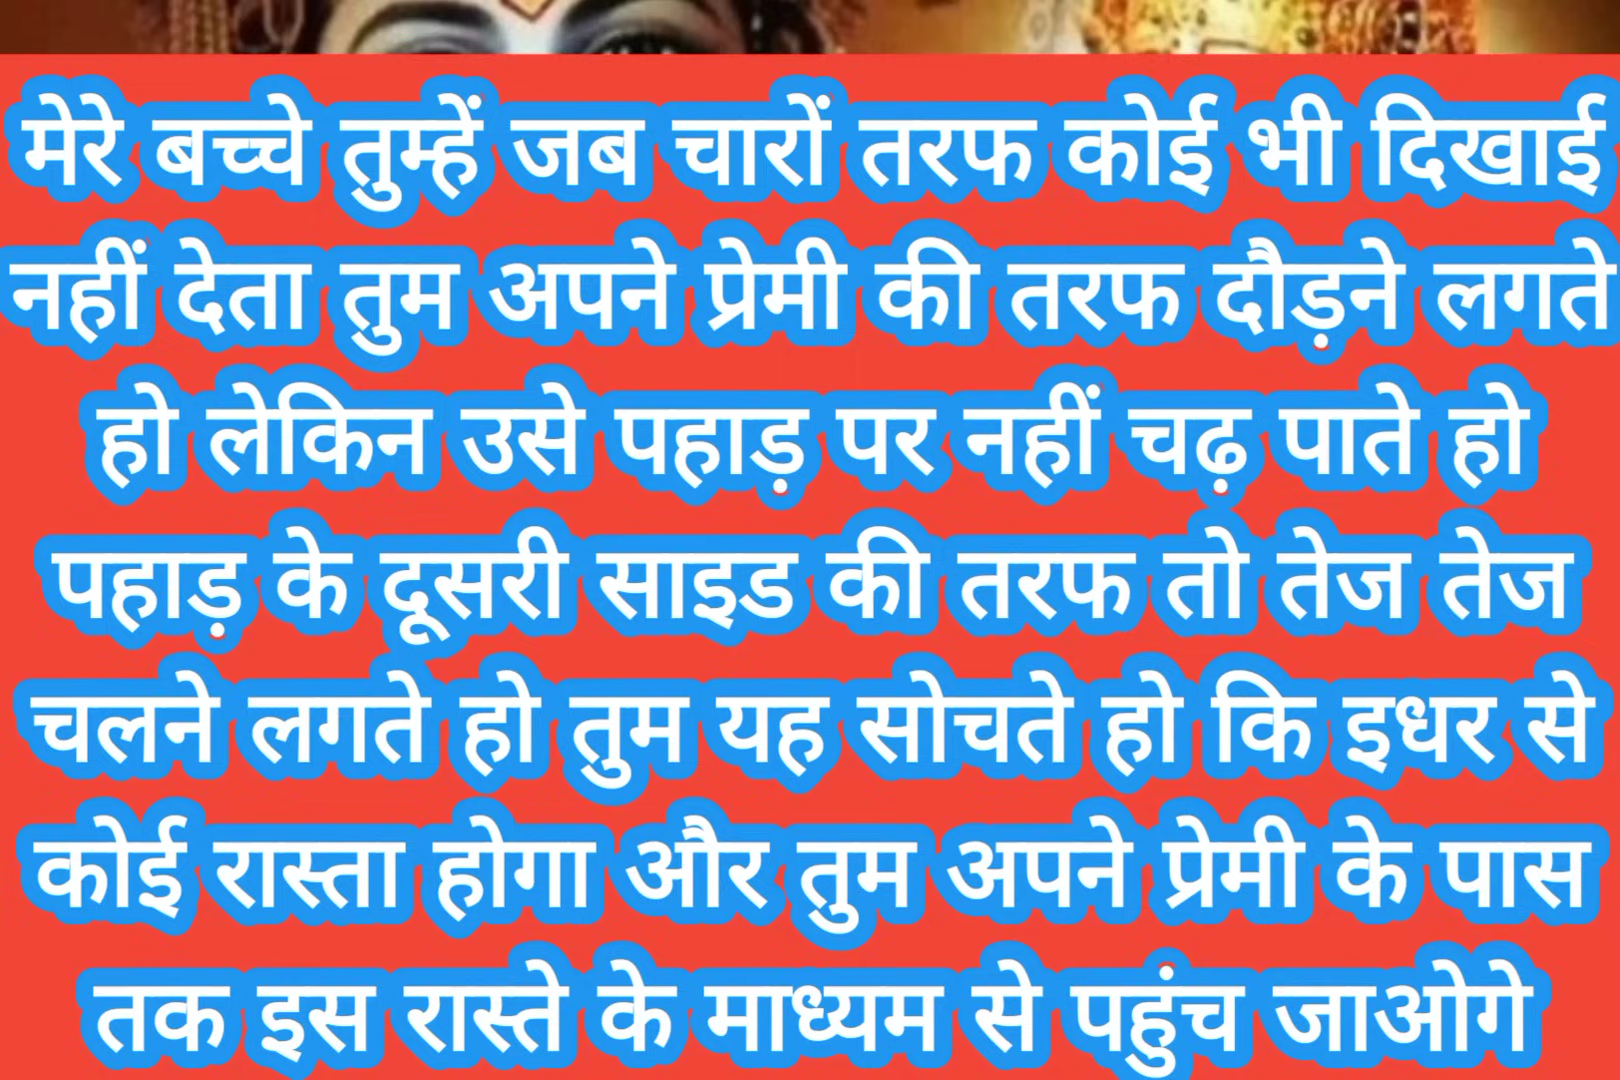 मेरे बच्चे तुम्हें जब चारों तरफ कोई भी दिखाई
नहीं देता तुम अपने प्रेमी की तरफ दौड़ने लगते
हो लेकिन उसे पहाड़ पर नहीं चढ़ पाते हो
पहाड़ के दूसरी साइड की तरफ तो तेज तेज
चलने लगते हो तुम यह सोचते हो कि इधर से
कोई रास्ता होगा और तुम अपने प्रेमी के पास
तक इस रास्ते के माध्यम से पहुंच जाओगे